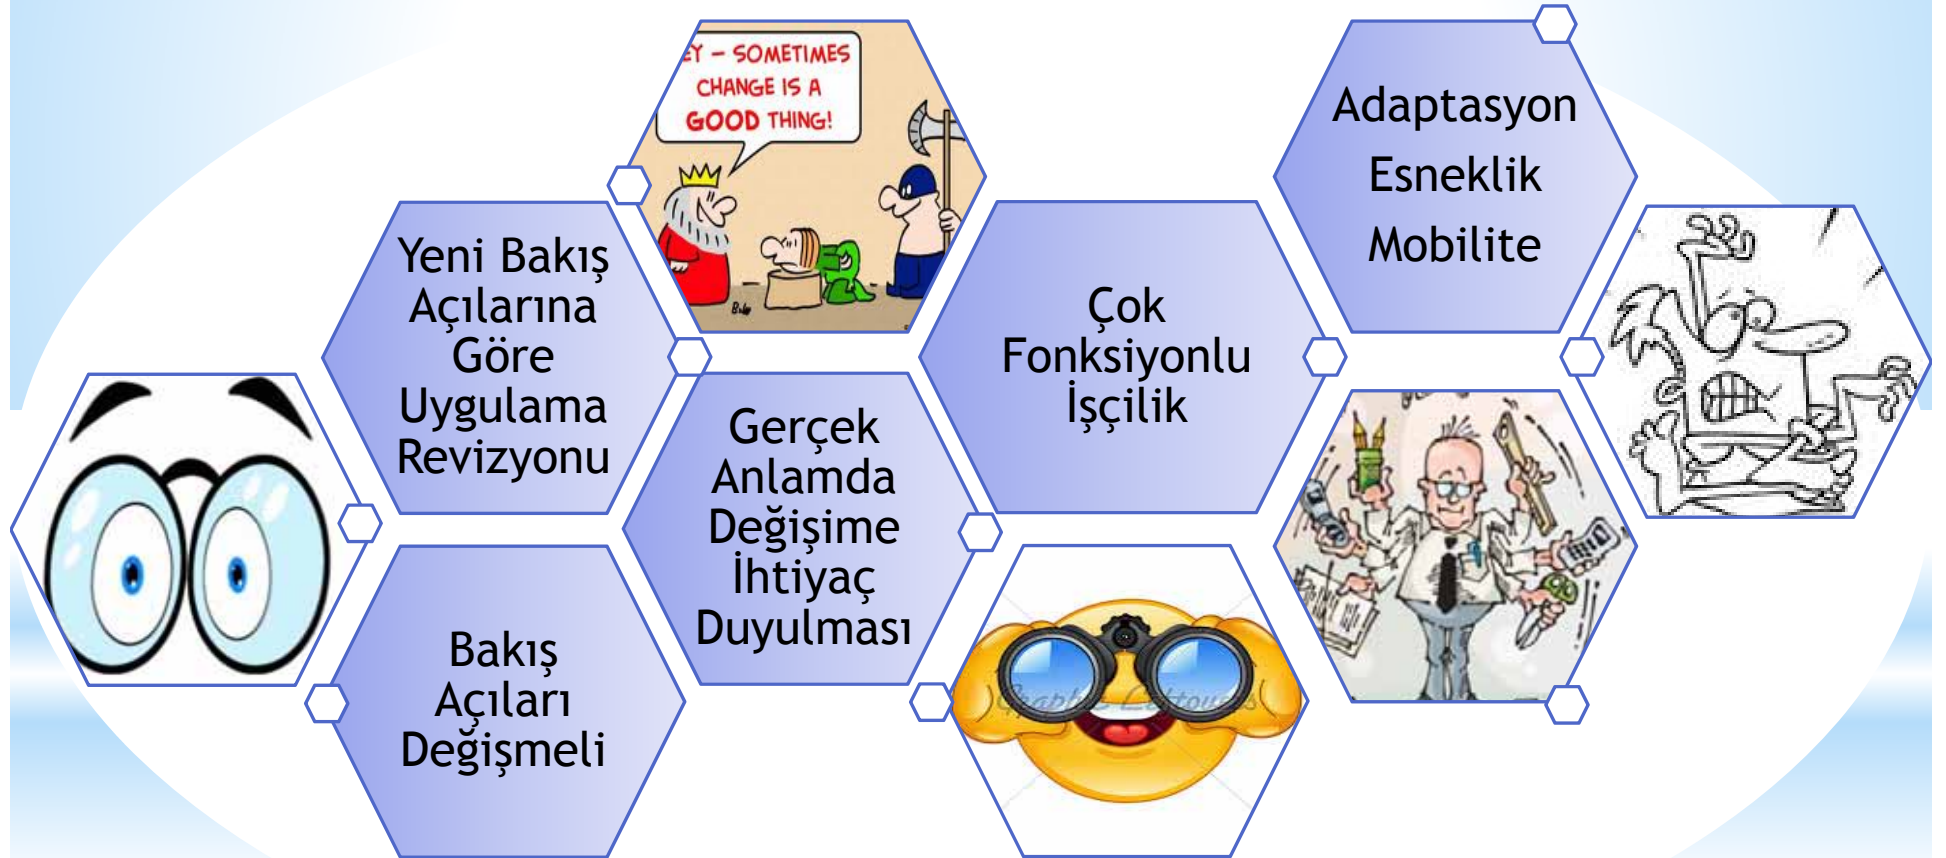 EY – SOMETIMES
CHANGE IS A
GOOD THING!
Adaptasyon
Esneklik
Mobilite
Yeni Bakış
Açılarına
Göre
Uygulama
Revizyonu
Çok
Fonksiyonlu
İşçilik
Gerçek
Anlamda
Değişime
İhtiyaç
Duyulması
Bakış
Açıları
Değişmeli